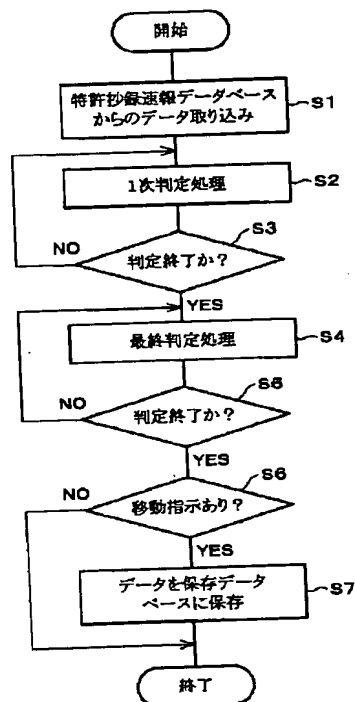 開始
特許抄録速報データベース
からのデータ取り込み
S1
1次判定処理
S2
S3
NO
判定終了か?
YES
最終判定処理
S4
S5
NO
判定終了か?
YES
S6
NO
移動指示あり?
YES
データを保存データ
ベースに保存
S7
終了